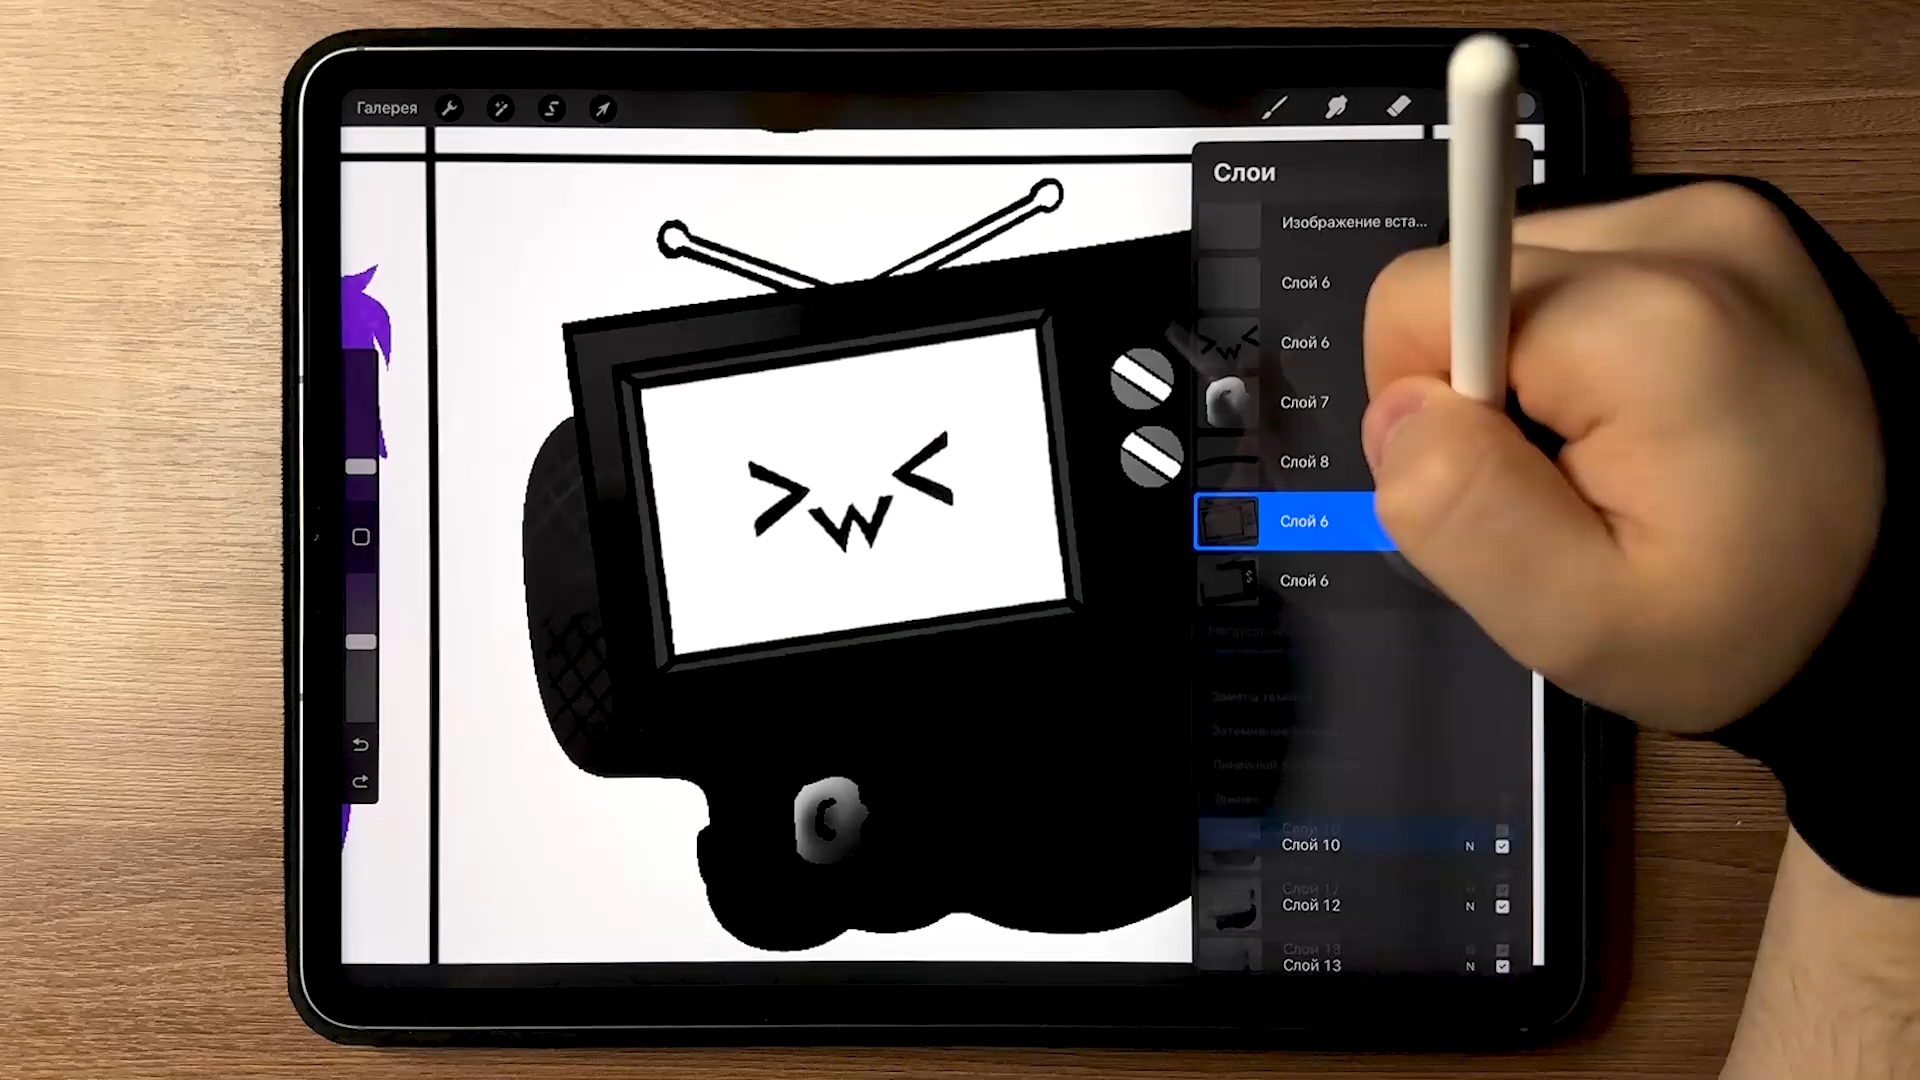 Галерея
Слои
Изображение вста...
Слой 6
Слой 6
Слой 7
Слой 8
Слой 6
Слой 6
Слой 10 N
Слой 12 N
Слой 13 N